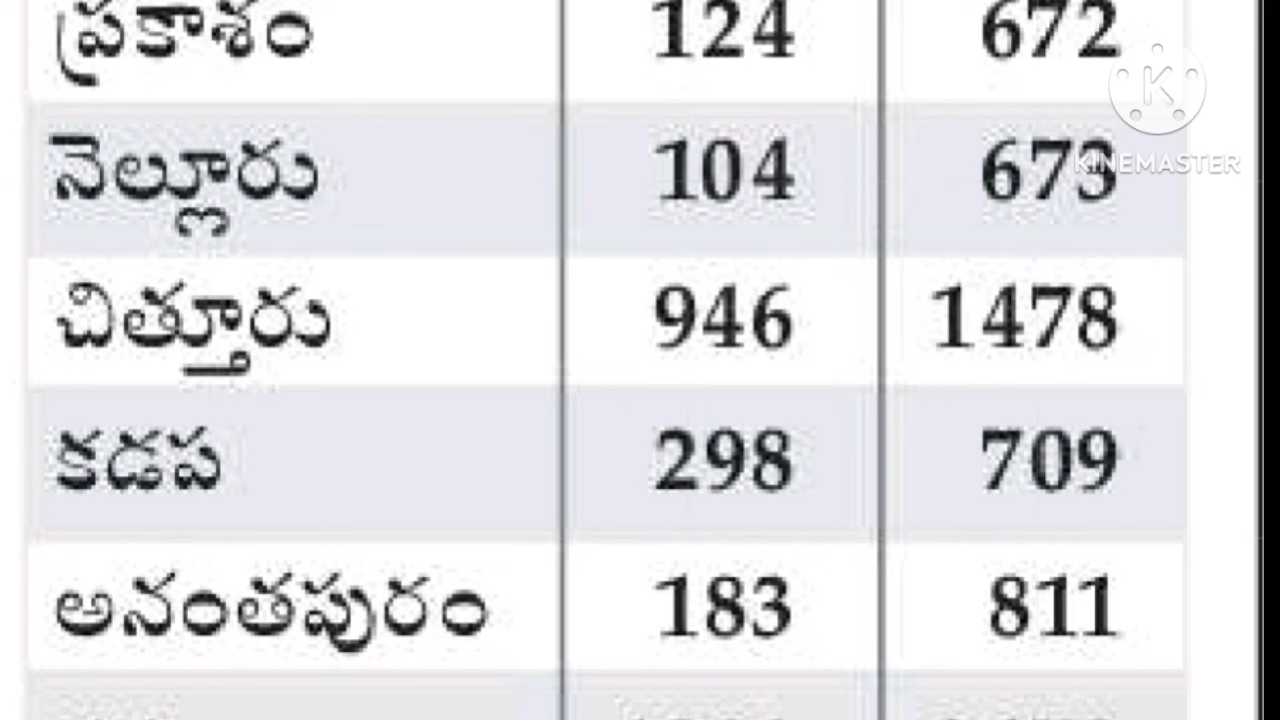 ప్రకాశం 124 672
నెల్లూరు 104 673
చిత్తూరు 946 1478
కడప 298 709
అనంతపురం 183 811
K
KINEMASTER